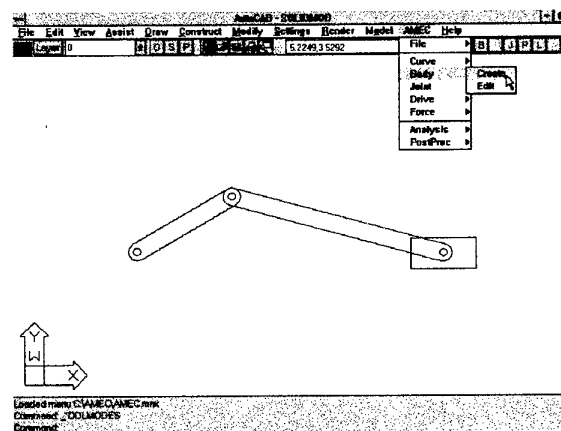 AutoCAD - SOLIDMOD
File Edit View Assist Draw Construct Modify Settings Render Model AMEC Help
Layer 0 O S P 5.2249,3.5292 B J P L
File
Curve
Body
Create
Joint
Edit
Drive
Force
Analysis
PostProc
Y
W
X
Loaded menu C:\AMEC\AMEC.mnx
Command: '_DDLMODES
Command: